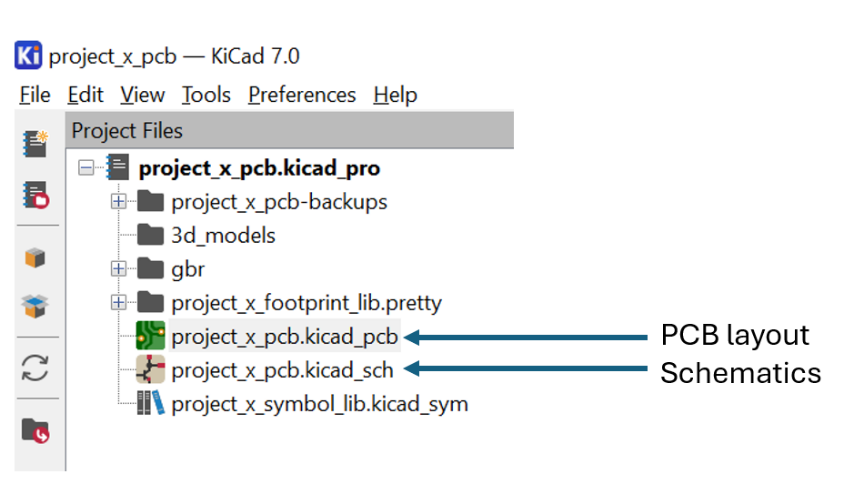 Ki project_x_pcb — KiCad 7.0
File Edit View Tools Preferences Help
Project Files
project_x_pcb.kicad_pro
project_x_pcb-backups
3d_models
gbr
project_x_footprint_lib.pretty
project_x_pcb.kicad_pcb
PCB layout
project_x_pcb.kicad_sch
Schematics
project_x_symbol_lib.kicad_sym